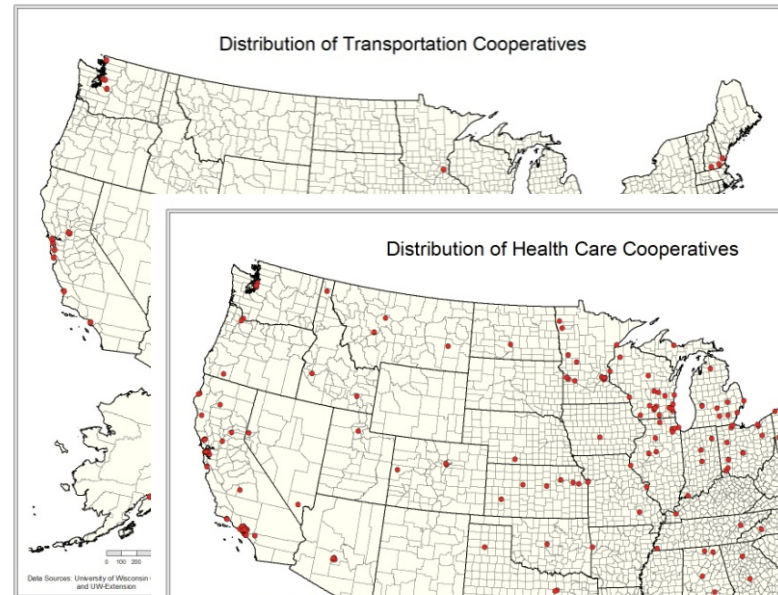 Distribution of Transportation Cooperatives
Distribution of Health Care Cooperatives
0 100 200
Data Sources: University of Wisconsin
and UW-Extension